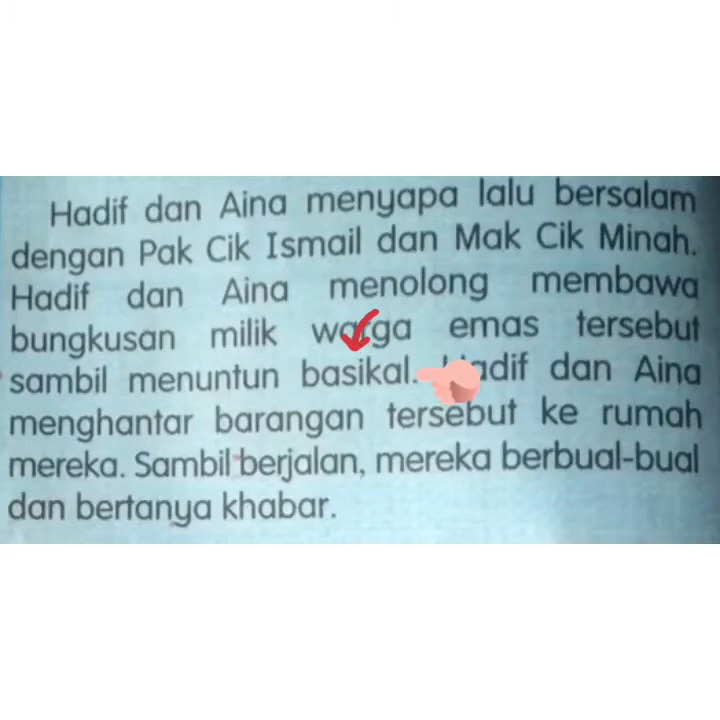 Hadif dan Aina menyapa lalu bersalam
dengan Pak Cik Ismail dan Mak Cik Minah.
Hadif dan Aina menolong membawa
bungkusan milik warga emas tersebut
sambil menuntun basikal. Hadif dan Aina
menghantar barangan tersebut ke rumah
mereka. Sambil berjalan, mereka berbual-bual
dan bertanya khabar.